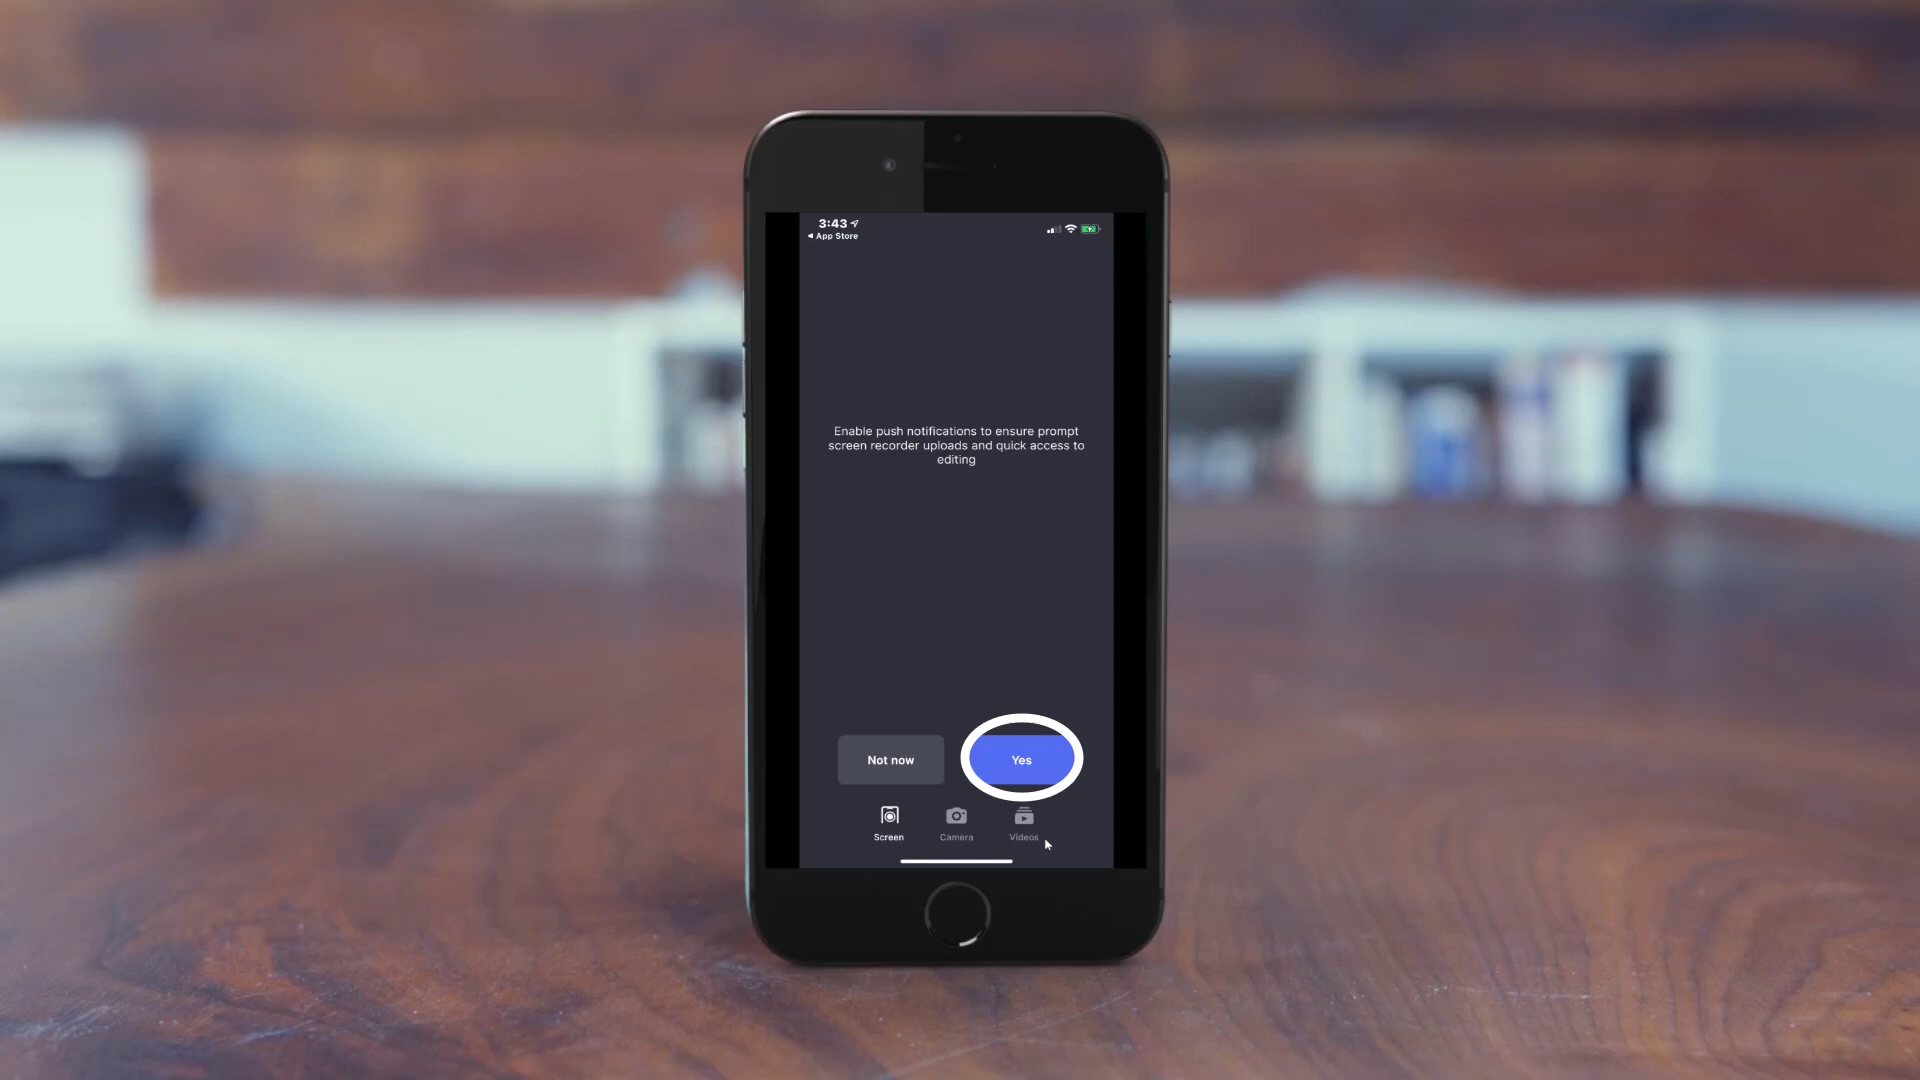 3:43
App Store
Enable push notifications to ensure prompt
screen recorder uploads and quick access to
editing
Not now
Yes
Screen
Camera
Videos